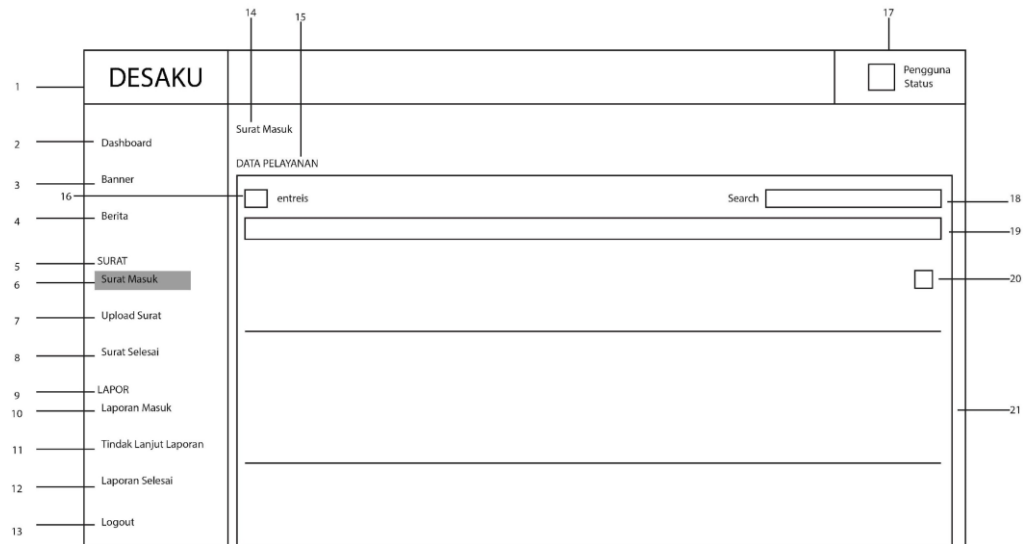 14
15
17
DESAKU
Pengguna
Status
1
Surat Masuk
2
Dashboard
DATA PELAYANAN
3
Banner
16
entreis
Search
18
4
Berita
19
5
SURAT
6
Surat Masuk
20
7
Upload Surat
8
Surat Selesai
9
LAPOR
10
Laporan Masuk
21
11
Tindak Lanjut Laporan
12
Laporan Selesai
13
Logout